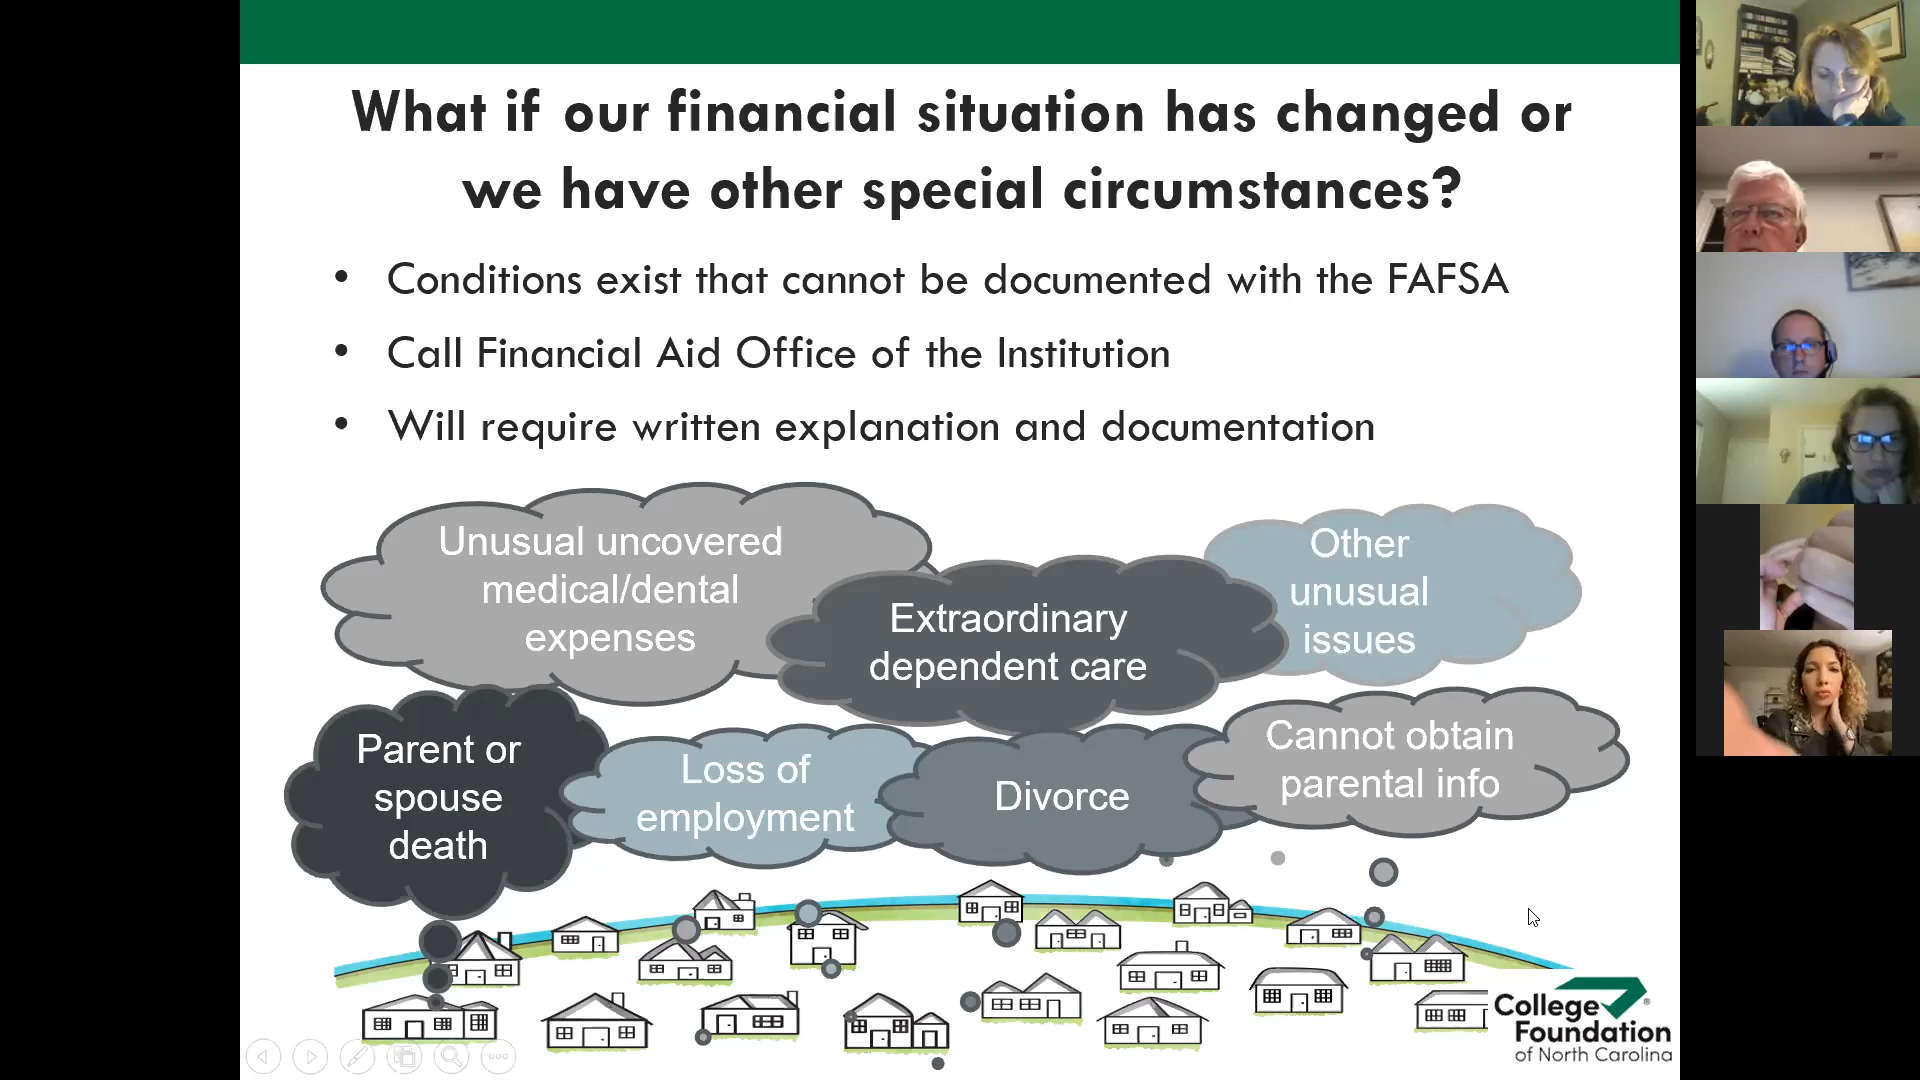 What if our financial situation has changed or
we have other special circumstances?
• Conditions exist that cannot be documented with the FAFSA
• Call Financial Aid Office of the Institution
• Will require written explanation and documentation
Unusual uncovered
medical/dental
expenses
Extraordinary
dependent care
Other
unusual
issues
Parent or
spouse
death
Loss of
employment
Divorce
Cannot obtain
parental info
College
Foundation®
of North Carolina